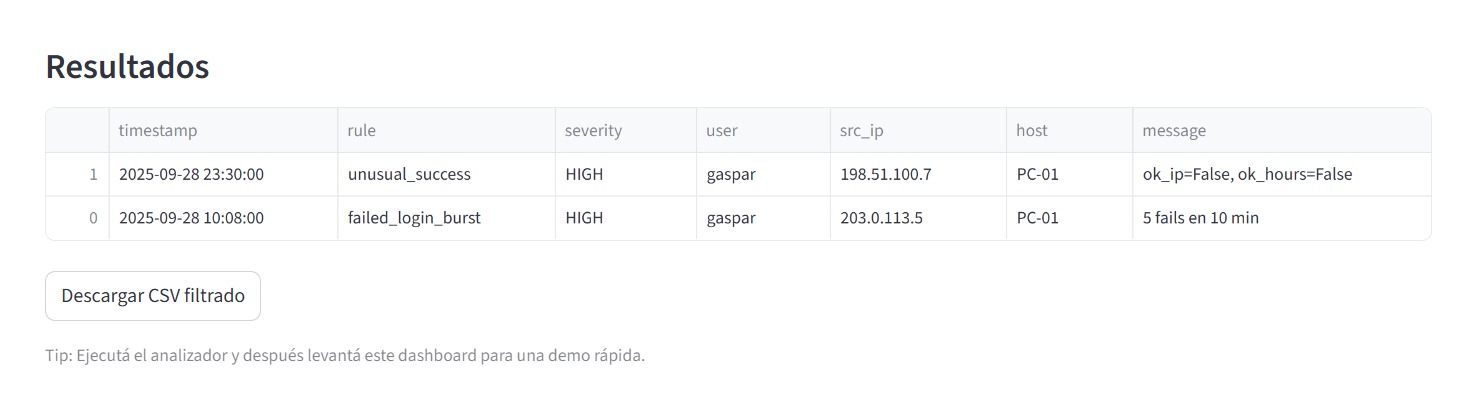 Resultados
timestamp rule severity user src_ip host message
1 2025-09-28 23:30:00 unusual_success HIGH gaspar 198.51.100.7 PC-01 ok_ip=False, ok_hours=False
0 2025-09-28 10:08:00 failed_login_burst HIGH gaspar 203.0.113.5 PC-01 5 fails en 10 min
Descargar CSV filtrado
Tip: Ejecutá el analizador y después levantá este dashboard para una demo rápida.